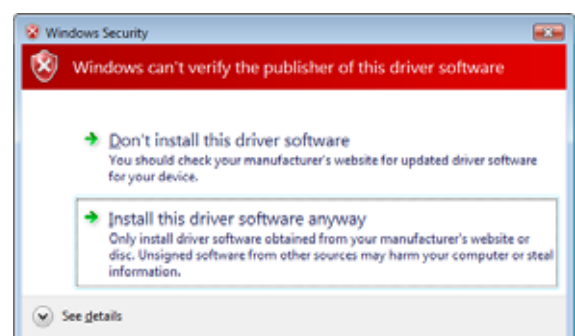 Windows Security
Windows can't verify the publisher of this driver software
Don't install this driver software
You should check your manufacturer's website for updated driver software
for your device.
Install this driver software anyway
Only install driver software obtained from your manufacturer's website or
disc. Unsigned software from other sources may harm your computer or steal
information.
See details